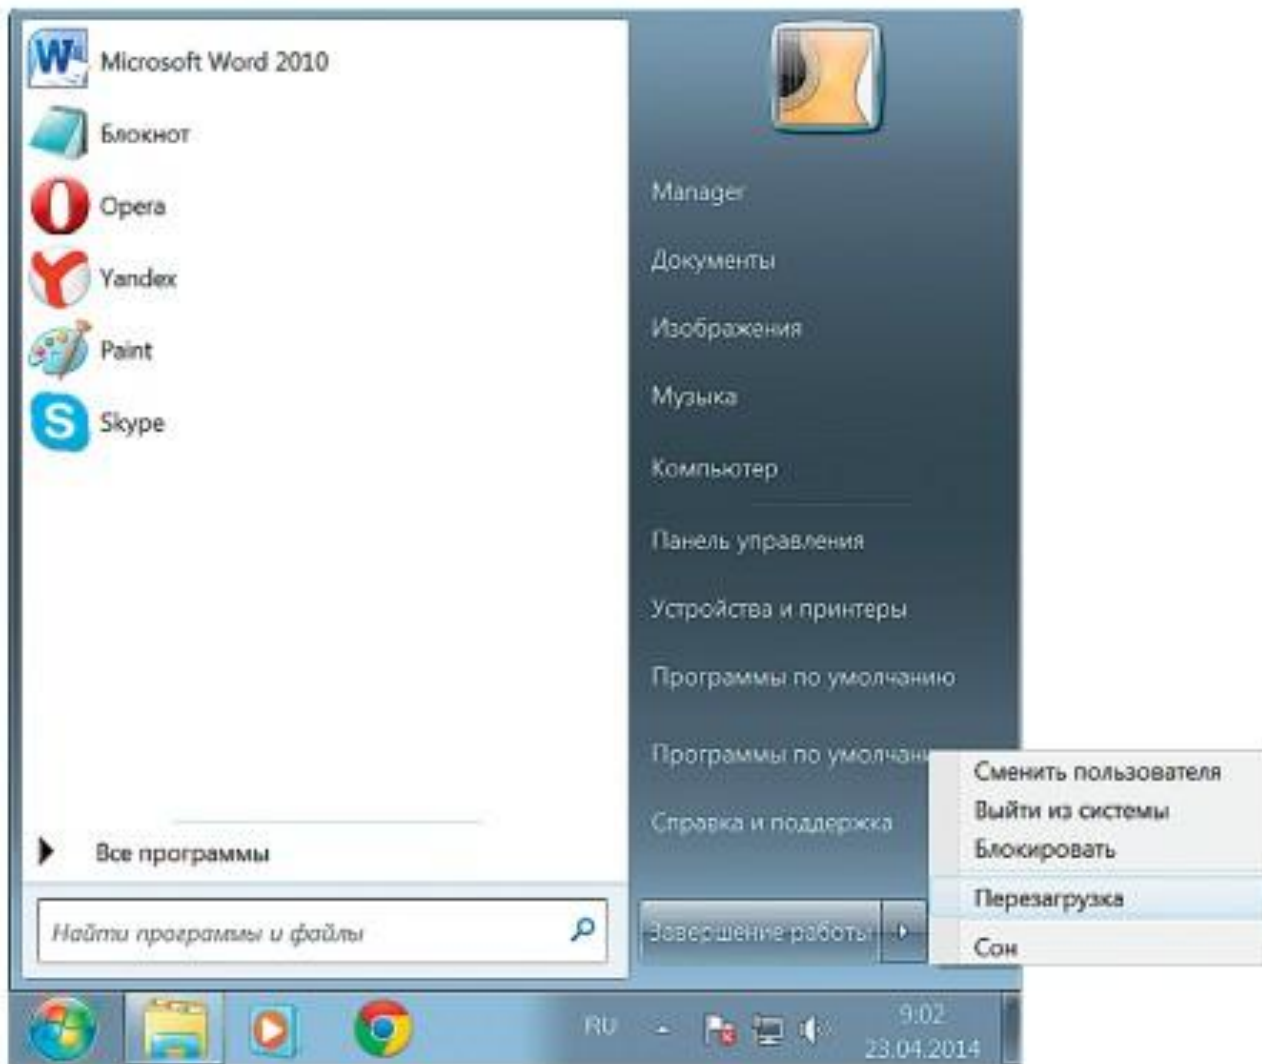 Microsoft Word 2010
Блокнот
Opera
Yandex
Paint
Skype
Все программы
Найти программы и файлы
Manager
Документы
Изображения
Музыка
Компьютер
Панель управления
Устройства и принтеры
Программы по умолчанию
Программы по умолчан
Справка и поддержка
Завершение работы
Сменить пользователя
Выйти из системы
Блокировать
Перезагрузка
Сон
RU
9:02
23.04.2014